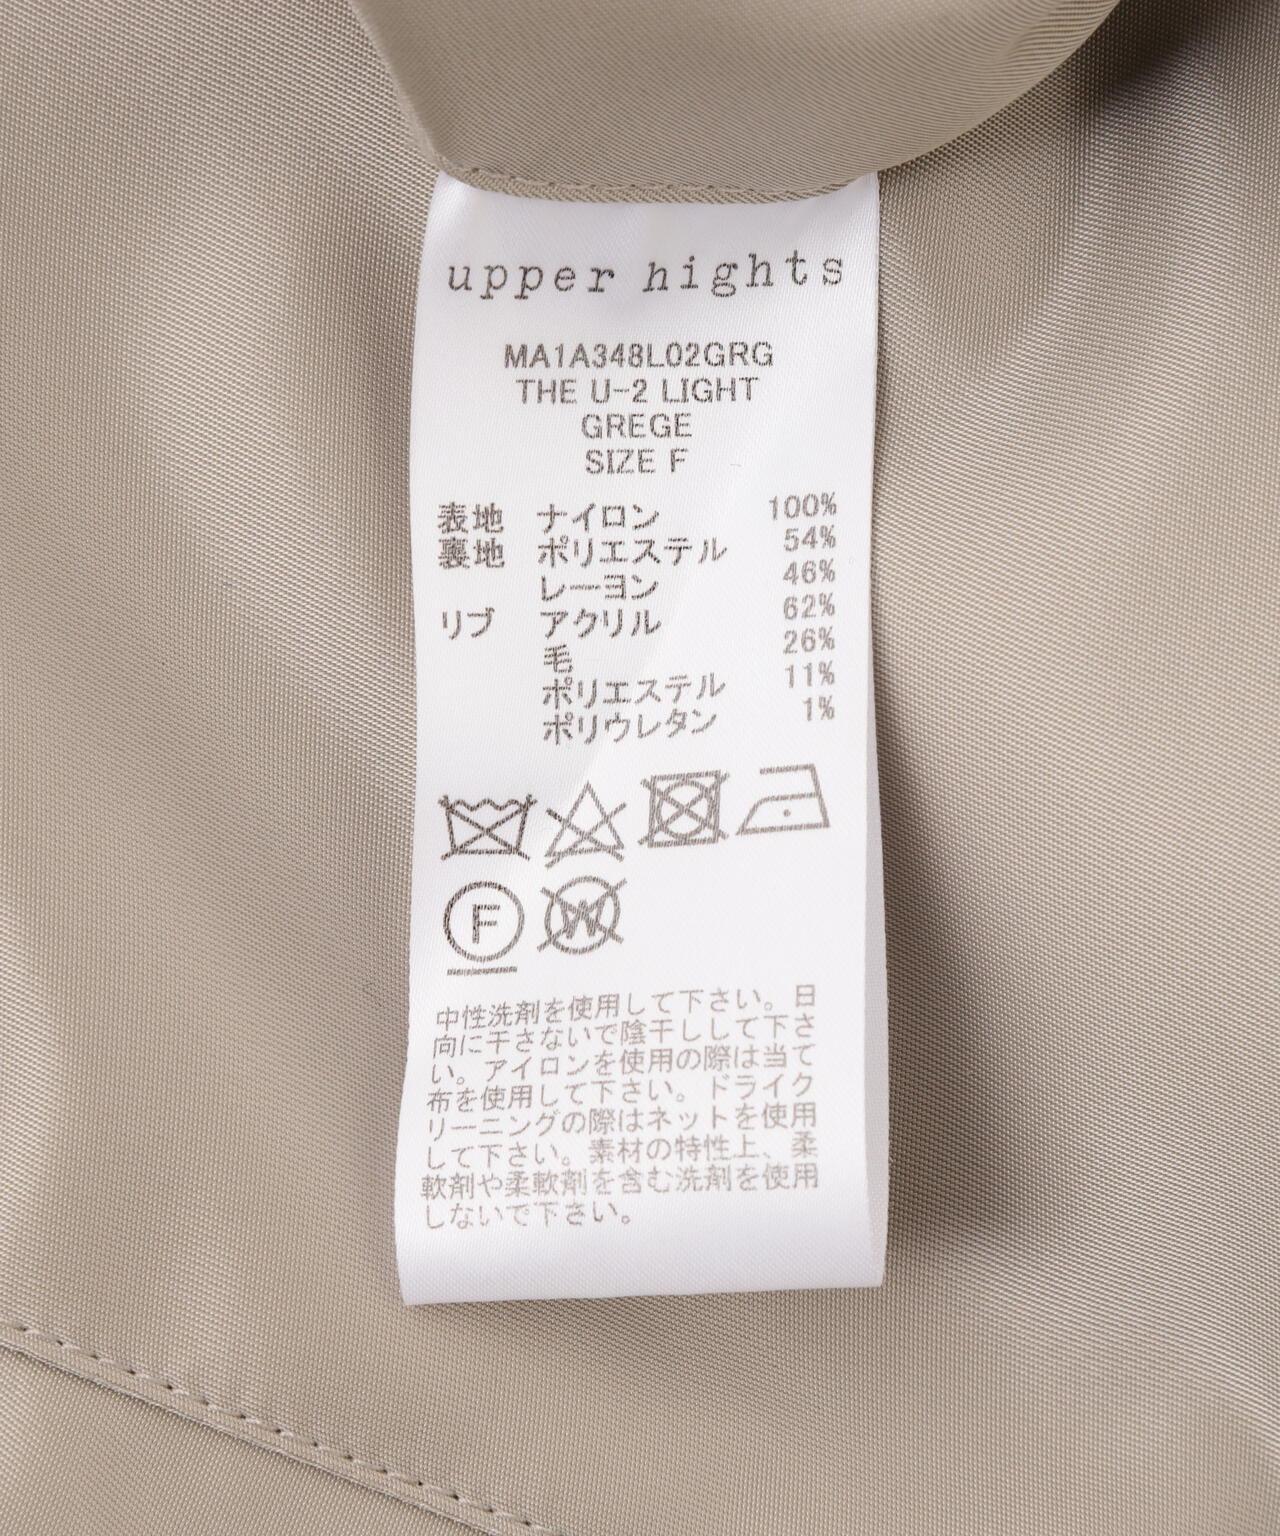 upper hights
MA1A348L02GRG
THE U-2 LIGHT
GREGE
SIZE F
表地 ナイロン 100%
裏地 ポリエステル 54%
レーヨン 46%
リブ アクリル 62%
毛 26%
ポリエステル 11%
ポリウレタン 1%
F W
中性洗剤を使用して下さい。日
向に干さないで陰干しして下さ
い。アイロンを使用の際は当て
布を使用して下さい。ドライク
リーニングの際はネットを使用
して下さい。素材の特性上、柔
軟剤や柔軟剤を含む洗剤を使用
しないで下さい。